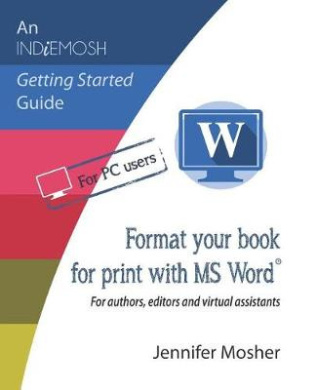 An
INDiEMOSH
Getting Started
Guide
For PC users
W
Format your book
for print with MS Word®
For authors, editors and virtual assistants
Jennifer Mosher